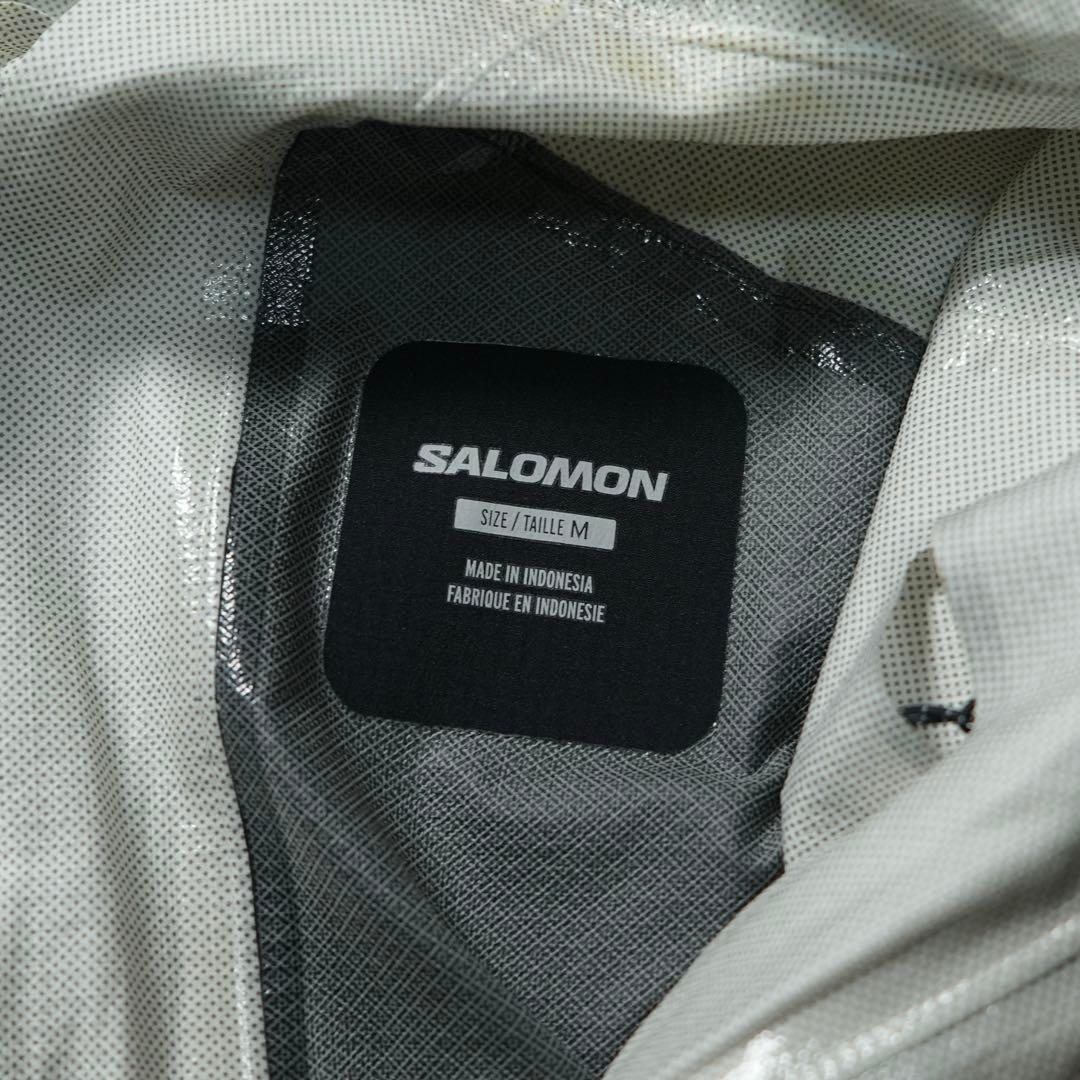 SALOMON
SIZE / TAILLE M
MADE IN INDONESIA
FABRIQUE EN INDONESIE